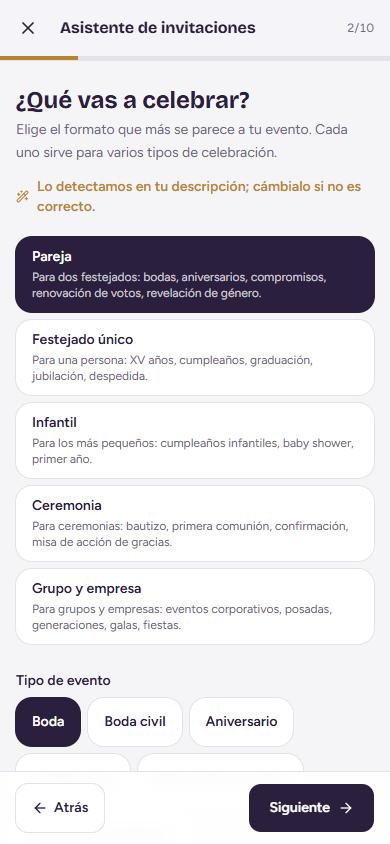 Asistente de invitaciones
2/10
¿Qué vas a celebrar?
Elige el formato que más se parece a tu evento. Cada
uno sirve para varios tipos de celebración.
Lo detectamos en tu descripción; cámbialo si no es
correcto.
Pareja
Para dos festejados: bodas, aniversarios, compromisos,
renovación de votos, revelación de género.
Festejado único
Para una persona: XV años, cumpleaños, graduación,
jubilación, despedida.
Infantil
Para los más pequeños: cumpleaños infantiles, baby shower,
primer año.
Ceremonia
Para ceremonias: bautizo, primera comunión, confirmación,
misa de acción de gracias.
Grupo y empresa
Para grupos y empresas: eventos corporativos, posadas,
generaciones, galas, fiestas.
Tipo de evento
Boda
Boda civil
Aniversario
Atrás
Siguiente